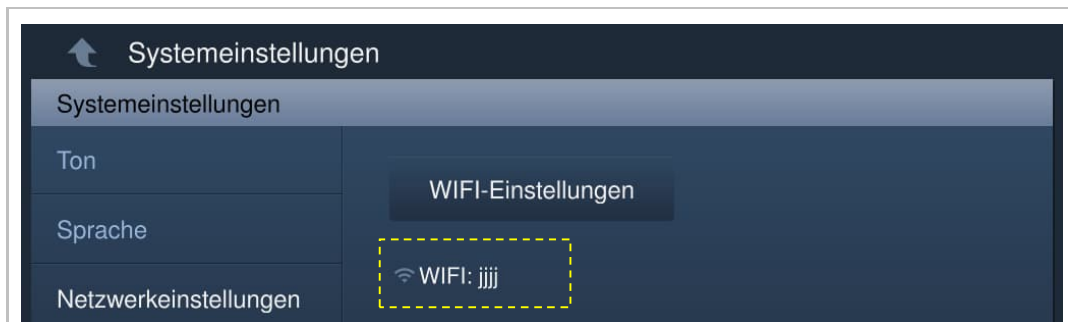 Systemeinstellungen
Systemeinstellungen
Ton
WIFI-Einstellungen
Sprache
WIFI: jjjj
Netzwerkeinstellungen